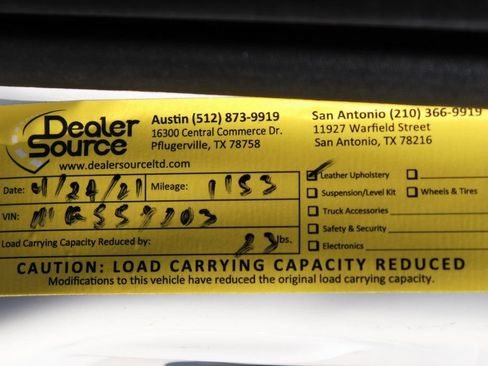 Dealer Source
Austin (512) 873-9919
16300 Central Commerce Dr.
Pflugerville, TX 78758
San Antonio (210) 366-9919
11927 Warfield Street
San Antonio, TX 78216
www.dealersourceltd.com
Date: 4/24/21 Mileage: 1153
VIN:
Load Carrying Capacity Reduced by: 23 lbs.
Leather Upholstery
Suspension/Level Kit Wheels & Tires
Truck Accessories
Safety & Security
Electronics
CAUTION: LOAD CARRYING CAPACITY REDUCED
Modifications to this vehicle have reduced the original load carrying capacity.